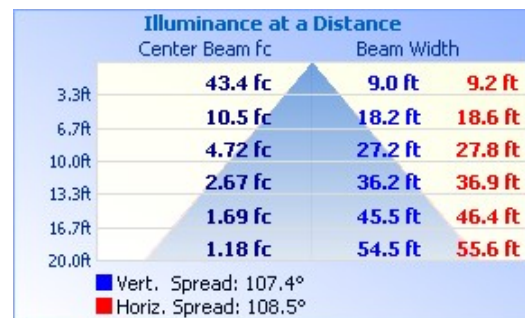 Illuminance at a Distance
Center Beam fc Beam Width
3.3ft 43.4 fc 9.0 ft 9.2 ft
6.7ft 10.5 fc 18.2 ft 18.6 ft
10.0ft 4.72 fc 27.2 ft 27.8 ft
13.3ft 2.67 fc 36.2 ft 36.9 ft
16.7ft 1.69 fc 45.5 ft 46.4 ft
20.0ft 1.18 fc 54.5 ft 55.6 ft
Vert. Spread: 107.4°
Horiz. Spread: 108.5°